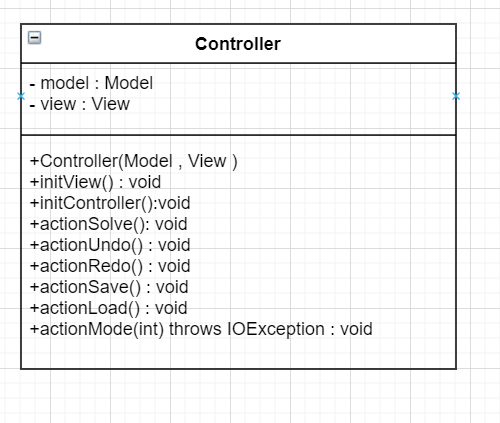 Controller
- model : Model
- view : View
+Controller(Model , View )
+initView() : void
+initController():void
+actionSolve(): void
+actionUndo() : void
+actionRedo() : void
+actionSave() : void
+actionLoad() : void
+actionMode(int) throws IOException : void